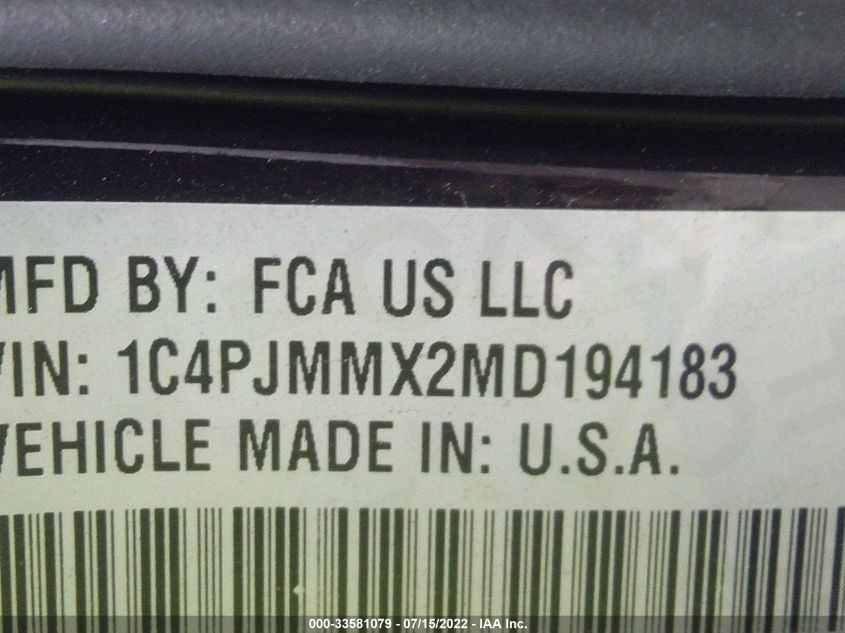 MFD BY: FCA US LLC
VIN: 1C4PJMMX2MD194183
VEHICLE MADE IN: U.S.A.
000-33581079 - 07/15/2022 - IAA Inc.